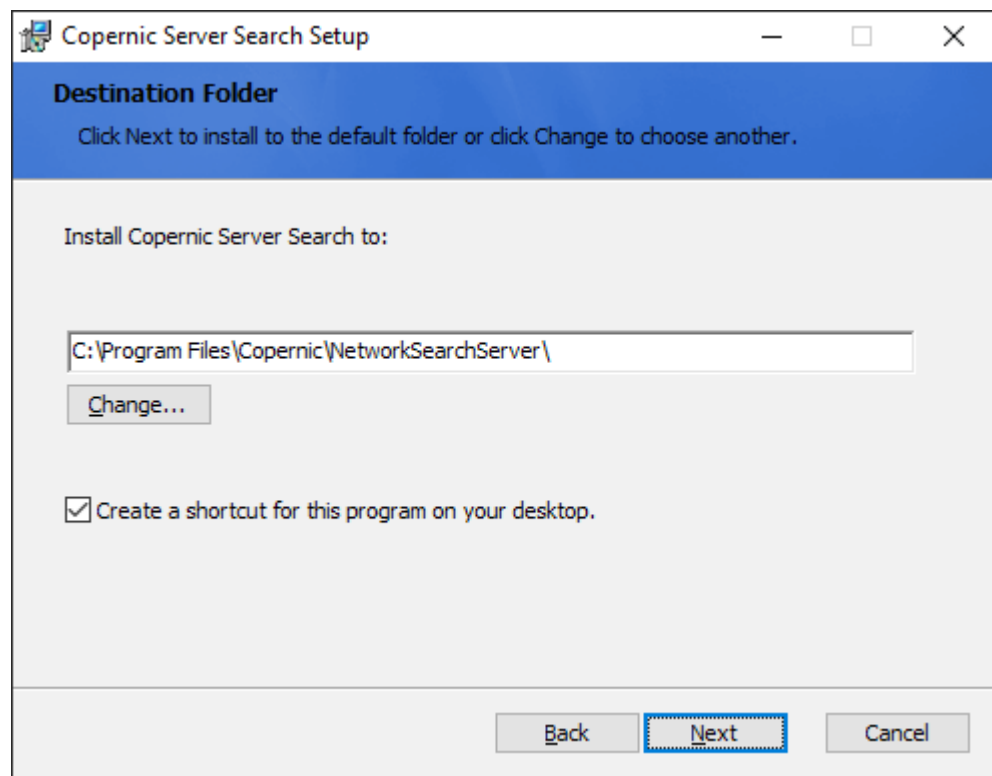 Copernic Server Search Setup
Destination Folder
Click Next to install to the default folder or click Change to choose another.
Install Copernic Server Search to:
C:\Program Files\Copernic\NetworkSearchServer\
Change...
Create a shortcut for this program on your desktop.
Back Next Cancel